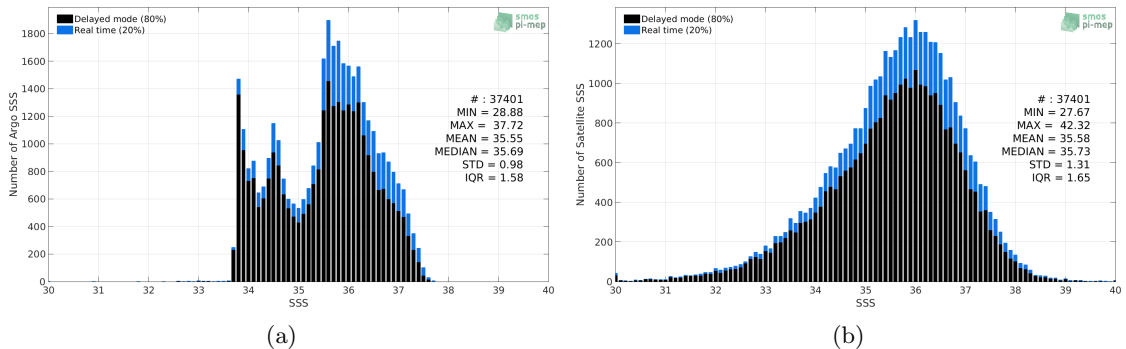 Delayed mode (80%)
Real time (20%)
smos
pi-mep
# : 37401
MIN = 28.88
MAX = 37.72
MEAN = 35.55
MEDIAN = 35.69
STD = 0.98
IQR = 1.58
Number of Argo SSS
1800
1600
1400
1200
1000
800
600
400
200
0
30 31 32 33 34 35 36 37 38 39 40
SSS
(a)
Delayed mode (80%)
Real time (20%)
smos
pi-mep
# : 37401
MIN = 27.67
MAX = 42.32
MEAN = 35.58
MEDIAN = 35.73
STD = 1.31
IQR = 1.65
Number of Satellite SSS
1200
1000
800
600
400
200
0
30 31 32 33 34 35 36 37 38 39 40
SSS
(b)